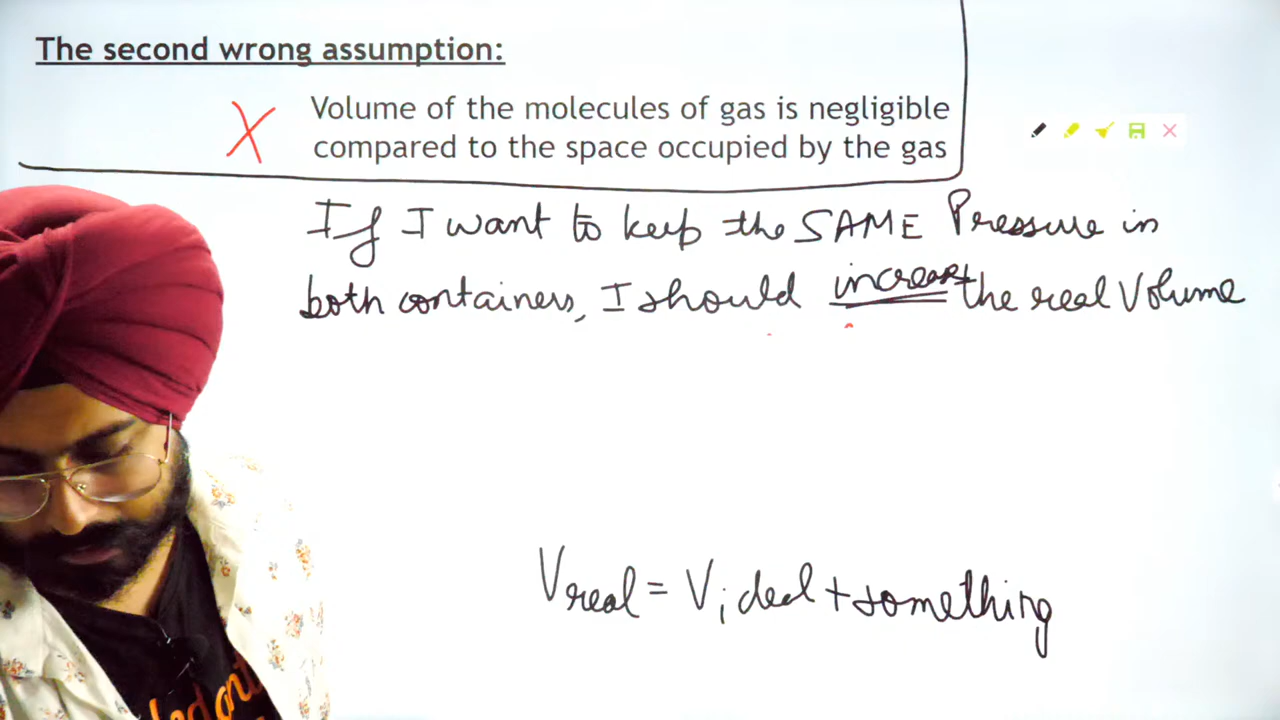 The second wrong assumption:
X Volume of the molecules of gas is negligible
compared to the space occupied by the gas
If I want to keep the SAME Pressure in
both containers, I should increase the real Volume
Vreal = Videal + something